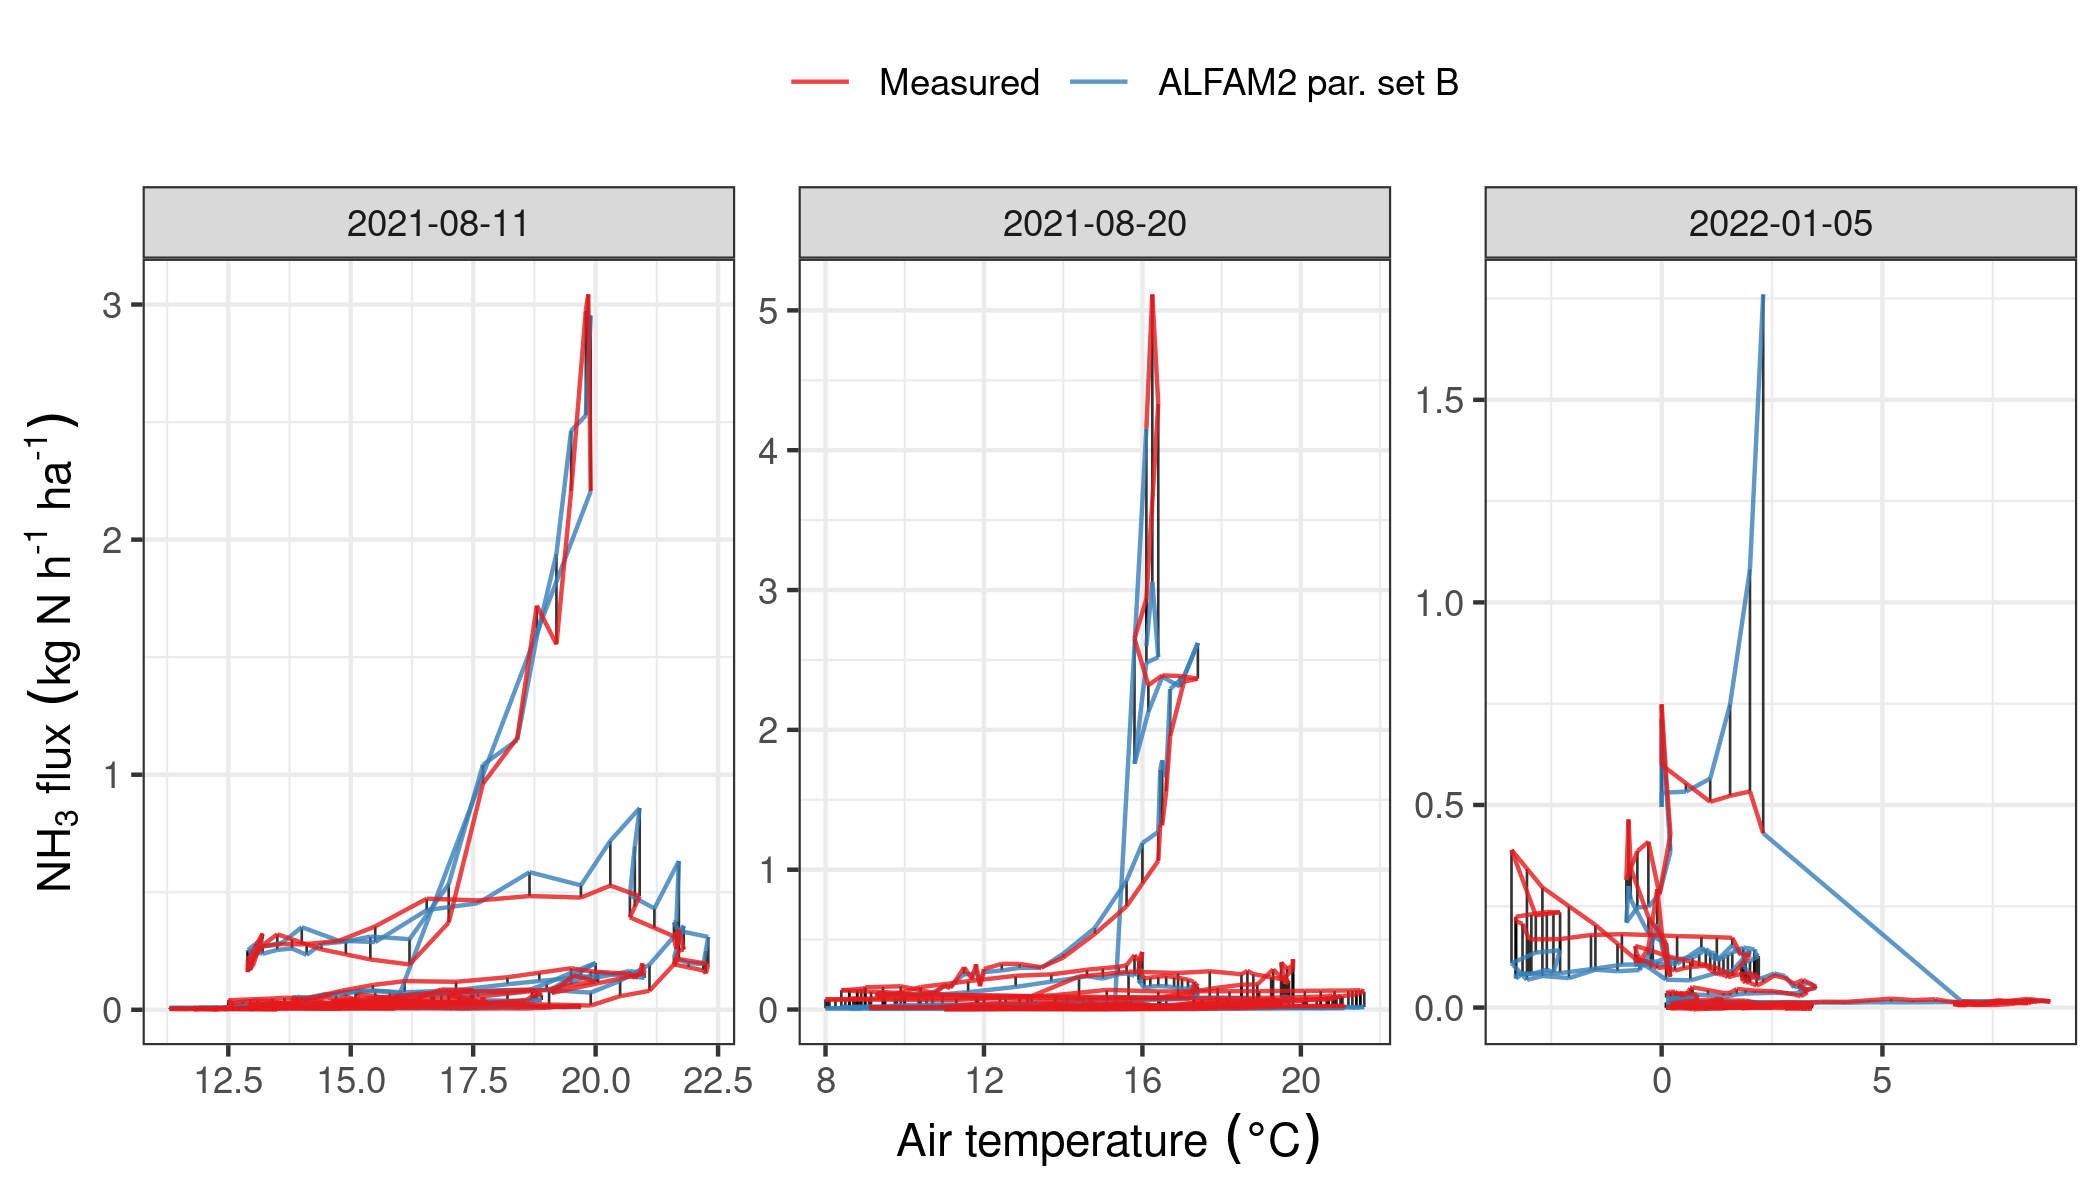 Measured ALFAM2 par. set B
2021-08-11 2021-08-20 2022-01-05
NH₃ flux (kg N h⁻¹ ha⁻¹)
3
2
1
0
5
4
3
2
1
0
1.5
1.0
0.5
0.0
12.5 15.0 17.5 20.0 22.5
8 12 16 20
0 5
Air temperature (°C)